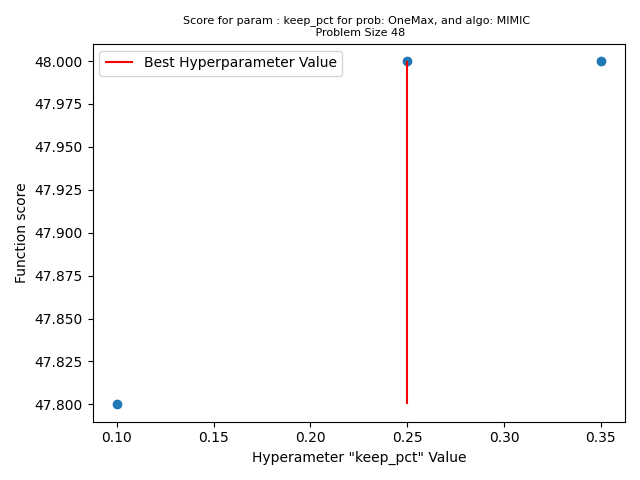 Score for param : keep_pct for prob: OneMax, and algo: MIMIC
Problem Size 48
Best Hyperparameter Value
48.000
47.975
47.950
47.925
47.900
47.875
47.850
47.825
47.800
Function score
0.10 0.15 0.20 0.25 0.30 0.35
Hyperameter "keep_pct" Value